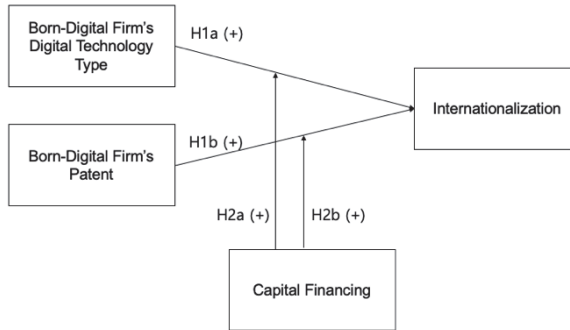 Born-Digital Firm's
Digital Technology
Type
H1a (+)
Internationalization
Born-Digital Firm's
Patent
H1b (+)
H2a (+)
H2b (+)
Capital Financing